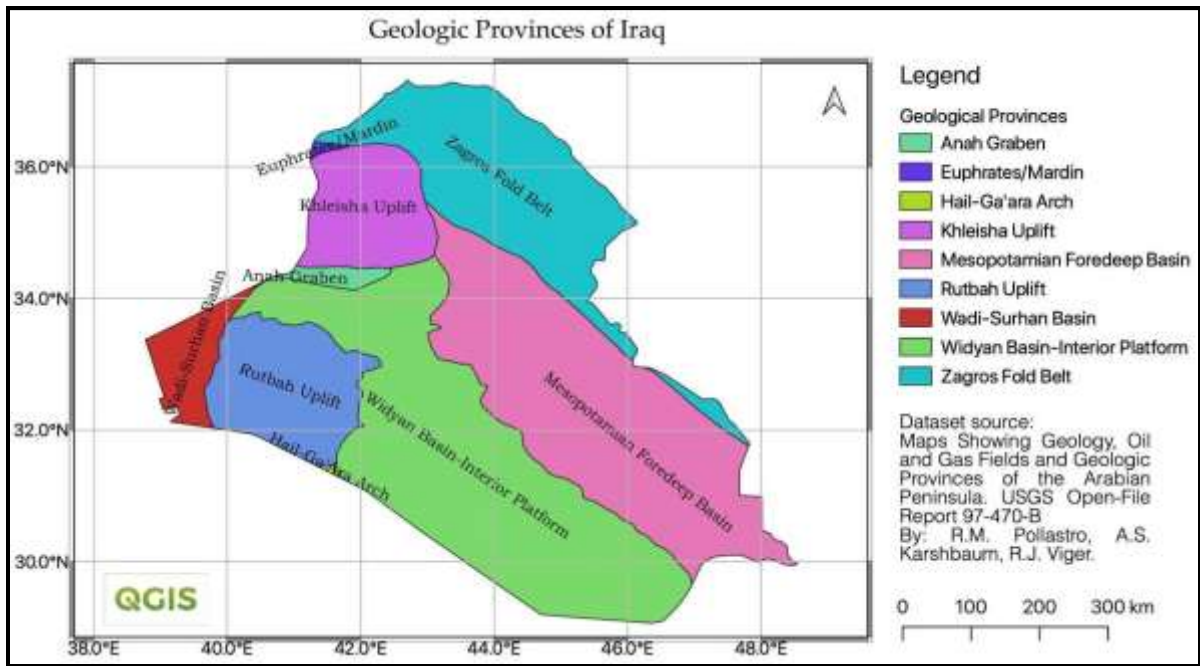 Geologic Provinces of Iraq
Legend
Geological Provinces
Anah Graben
Euphrates/Mardin
Hail-Ga'ara Arch
Khleisha Uplift
Mesopotamian Foredeep Basin
Rutbah Uplift
Wadi-Surhan Basin
Widyan Basin-Interior Platform
Zagros Fold Belt
Dataset source:
Maps Showing Geology, Oil
and Gas Fields and Geologic
Provinces of the Arabian
Peninsula. USGS Open-File
Report 97-470-B
By: R.M. Pollastro, A.S.
Karshbaum, R.J. Viger.
0 100 200 300 km
36.0°N
34.0°N
32.0°N
30.0°N
38.0°E 40.0°E 42.0°E 44.0°E 46.0°E 48.0°E
Euphrates/Mardin
Zagros Fold Belt
Khleisha Uplift
Anah Graben
Wadi-Surhan Basin
Rutbah Uplift
Widyan Basin-Interior Platform
Mesopotamian Foredeep Basin
Hail-Ga'Ara Arch
QGIS